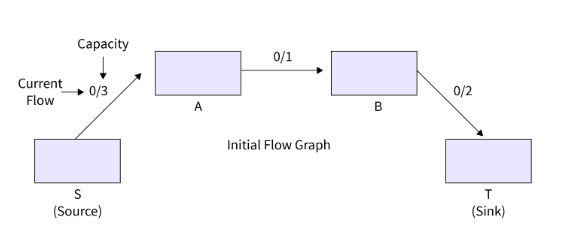 Capacity
0/1
Current
Flow
0/3
0/2
A
B
Initial Flow Graph
S
(Source)
T
(Sink)